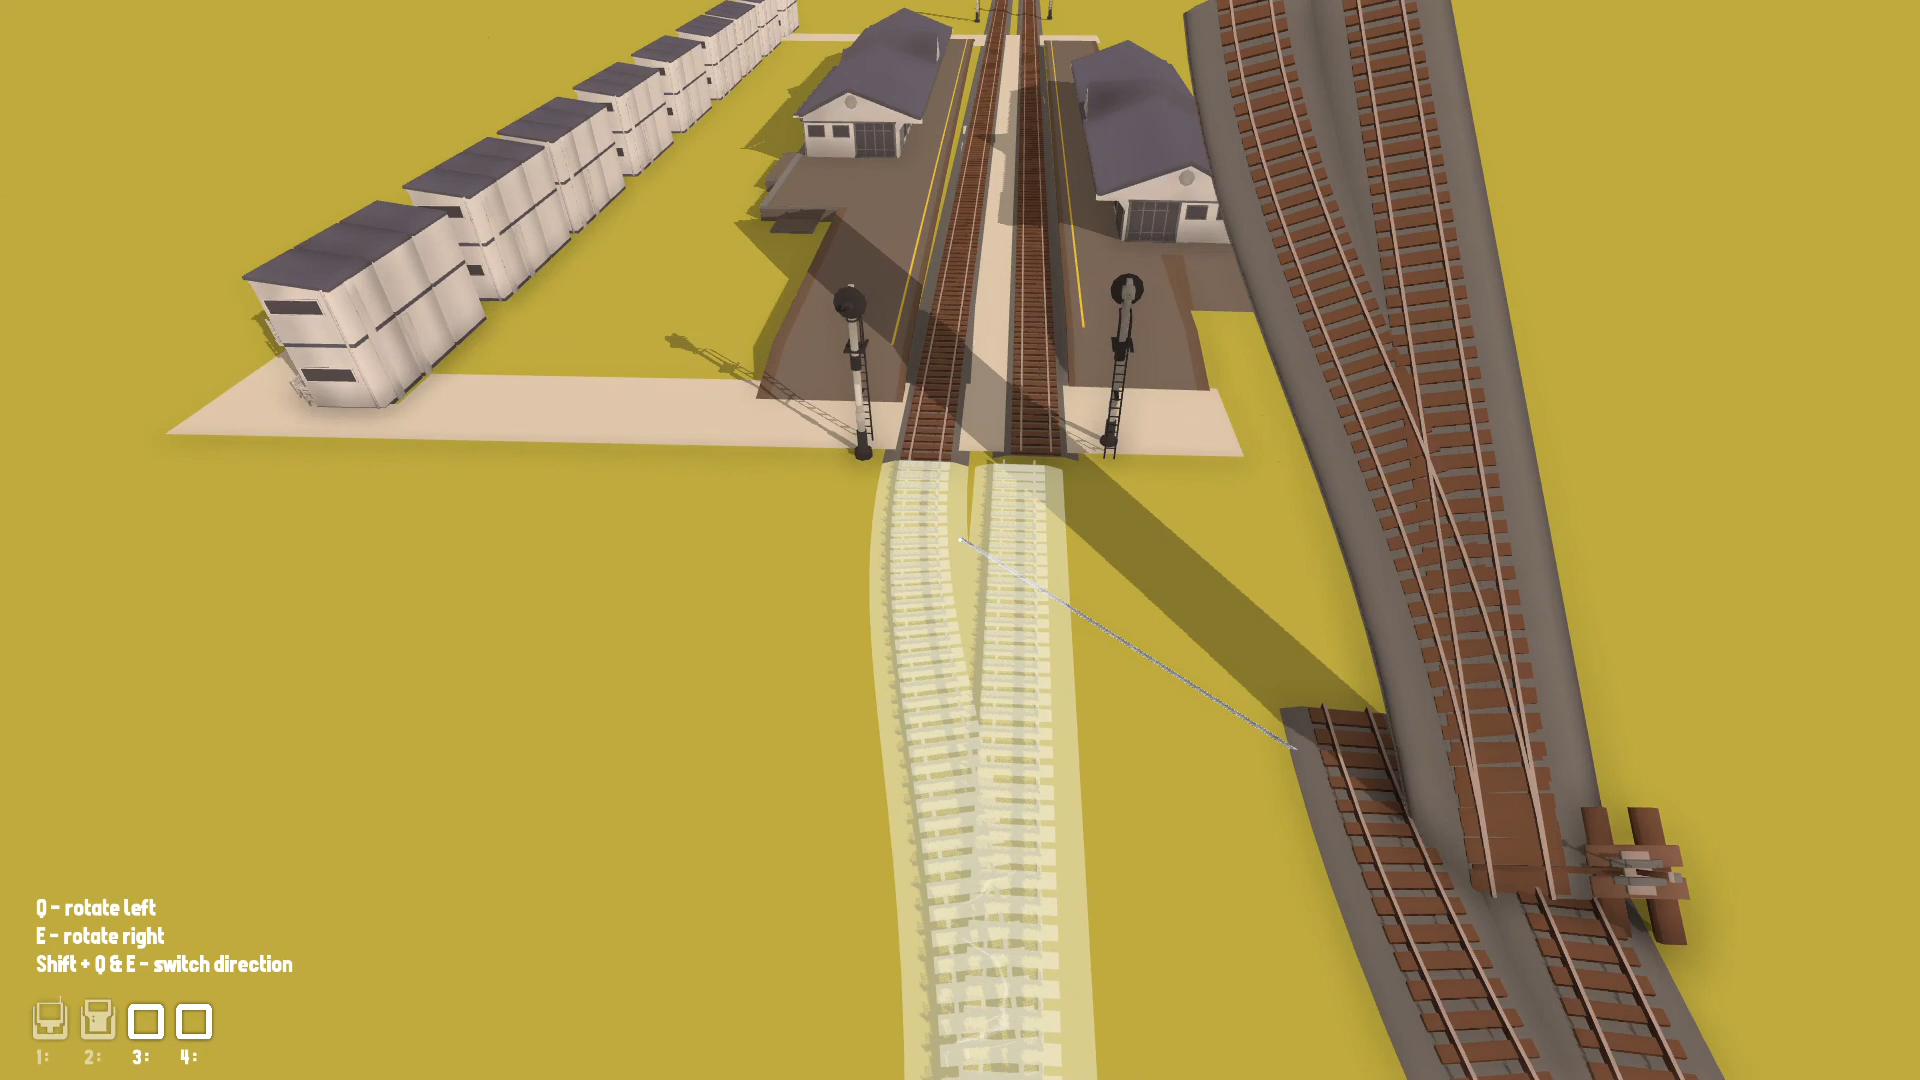 Q - rotate left
E - rotate right
Shift + Q & E - switch direction
1: 2: 3: 4: